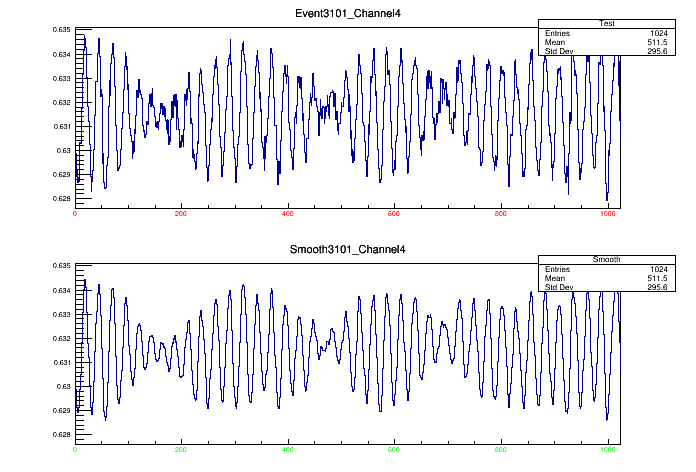 Event3101_Channel4
Test
Entries 1024
Mean 511.5
Std Dev 295.6
0.635
0.634
0.633
0.632
0.631
0.63
0.629
0.628
0 200 400 600 800 1000
Smooth3101_Channel4
Smooth
Entries 1024
Mean 511.5
Std Dev 295.6
0.635
0.634
0.633
0.632
0.631
0.63
0.629
0.628
0 200 400 600 800 1000